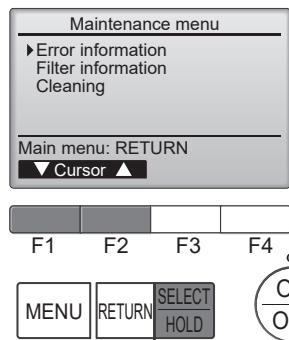 Maintenance menu
Error information
Filter information
Cleaning
Main menu: RETURN
▼ Cursor ▲
F1 F2 F3 F4
MENU RETURN SELECT
HOLD